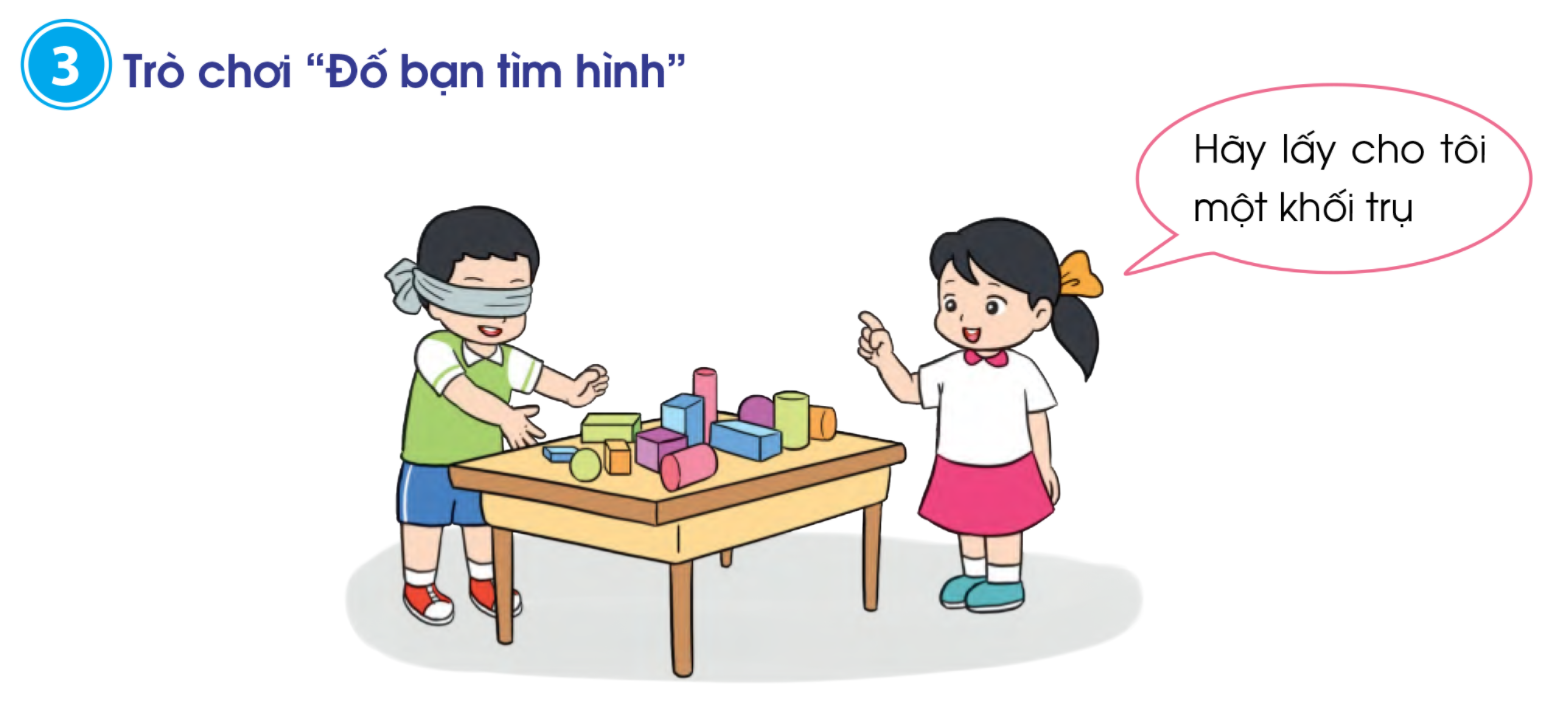 3 Trò chơi “Đố bạn tìm hình”
Hãy lấy cho tôi
một khối trụ